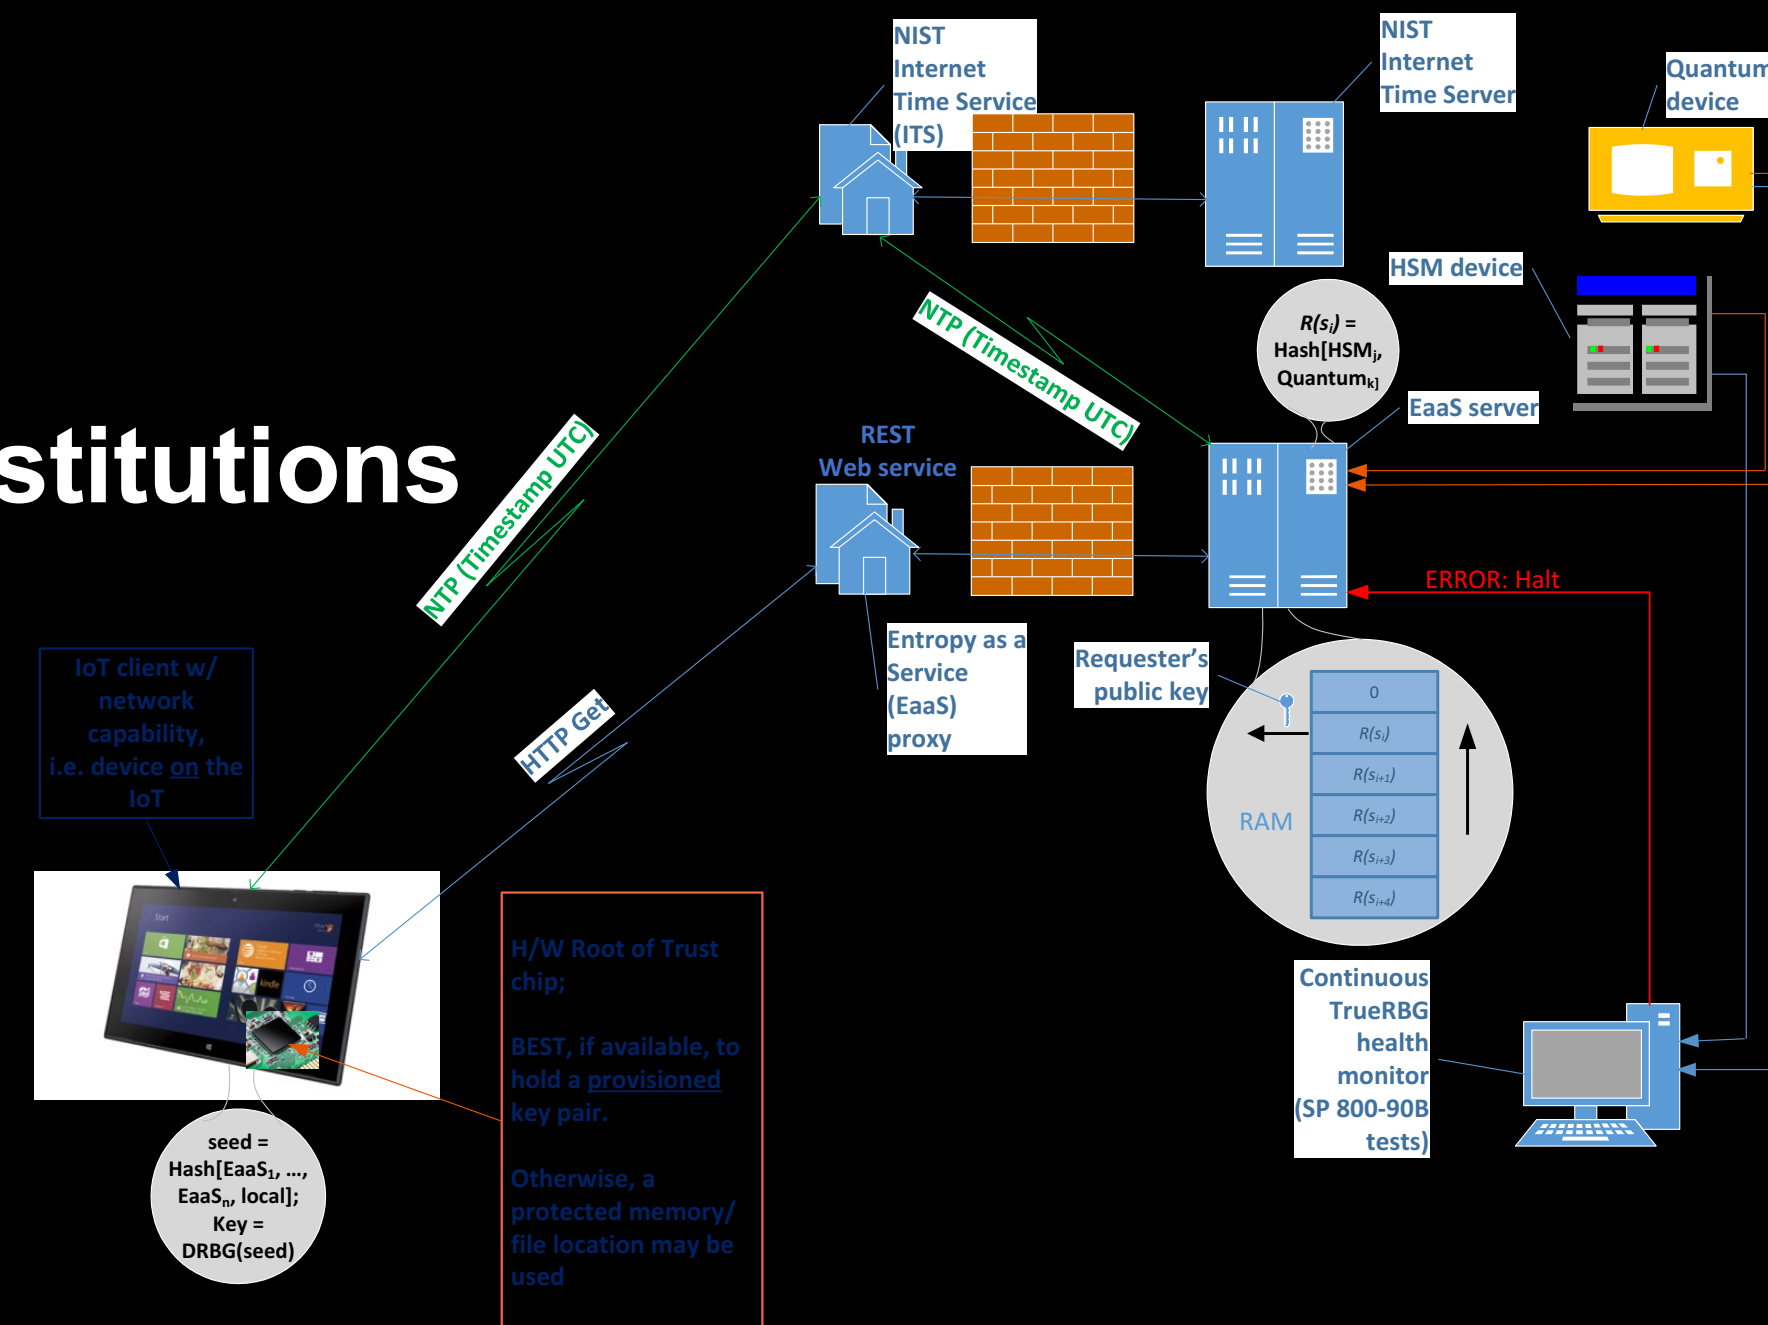 NIST
Internet
Time Service
(ITS)
NIST
Internet
Time Server
Quantum
device
HSM device
R(si) =
Hash[HSMj,
Quantumk]
EaaS server
NTP (Timestamp UTC)
NTP (Timestamp UTC)
stitutions
REST
Web service
ERROR: Halt
HTTP Get
Entropy as a
Service
(EaaS)
proxy
Requester's
public key
0
R(si)
R(si+1)
R(si+2)
R(si+3)
R(si+4)
RAM
IoT client w/
network
capability,
i.e. device on the
IoT
Start
kindle
H/W Root of Trust
chip;
BEST, if available, to
hold a provisioned
key pair.
Otherwise, a
protected memory/
file location may be
used
Continuous
TrueRBG
health
monitor
(SP 800-90B
tests)
seed =
Hash[EaaS1, ...,
EaaSn, local];
Key =
DRBG(seed)